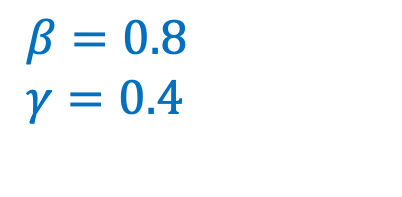 β = 0.8
γ = 0.4